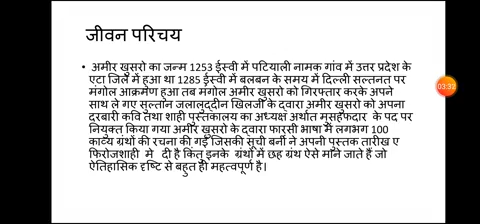 जीवन परिचय
• अमीर खुसरो का जन्म 1253 ईस्वी में पटियाली नामक गांव में उतर प्रदेश के
एटा जिले में हुआ था 1285 ईस्वी में बलबन के समय में दिल्ली सल्तनत पर
मंगोल आक्रमण हुआ तब मंगोल अमीर खुसरो को गिरफ्तार करके अपने
साथ ले गए सुल्तान जलालुद्दीन खिलजी के द्वारा अमीर खुसरो को अपना
दरबारी कवि तथा शाही पुस्तकालय का अध्यक्ष अर्थात मुसहफदार के पद पर
नियुक्त किया गया अमीर खुसरो के द्वारा फारसी भाषा में लगभग 100
काव्य ग्रंथों की रचना की गई जिसकी सूची बर्नी ने अपनी पुस्तक तारीख ए
फिरोजशाही मे दी है किंतु इनके ग्रंथों में छह ग्रंथ ऐसे माने जाते हैं जो
ऐतिहासिक दृष्टि से बहुत ही महत्वपूर्ण है।
03:32